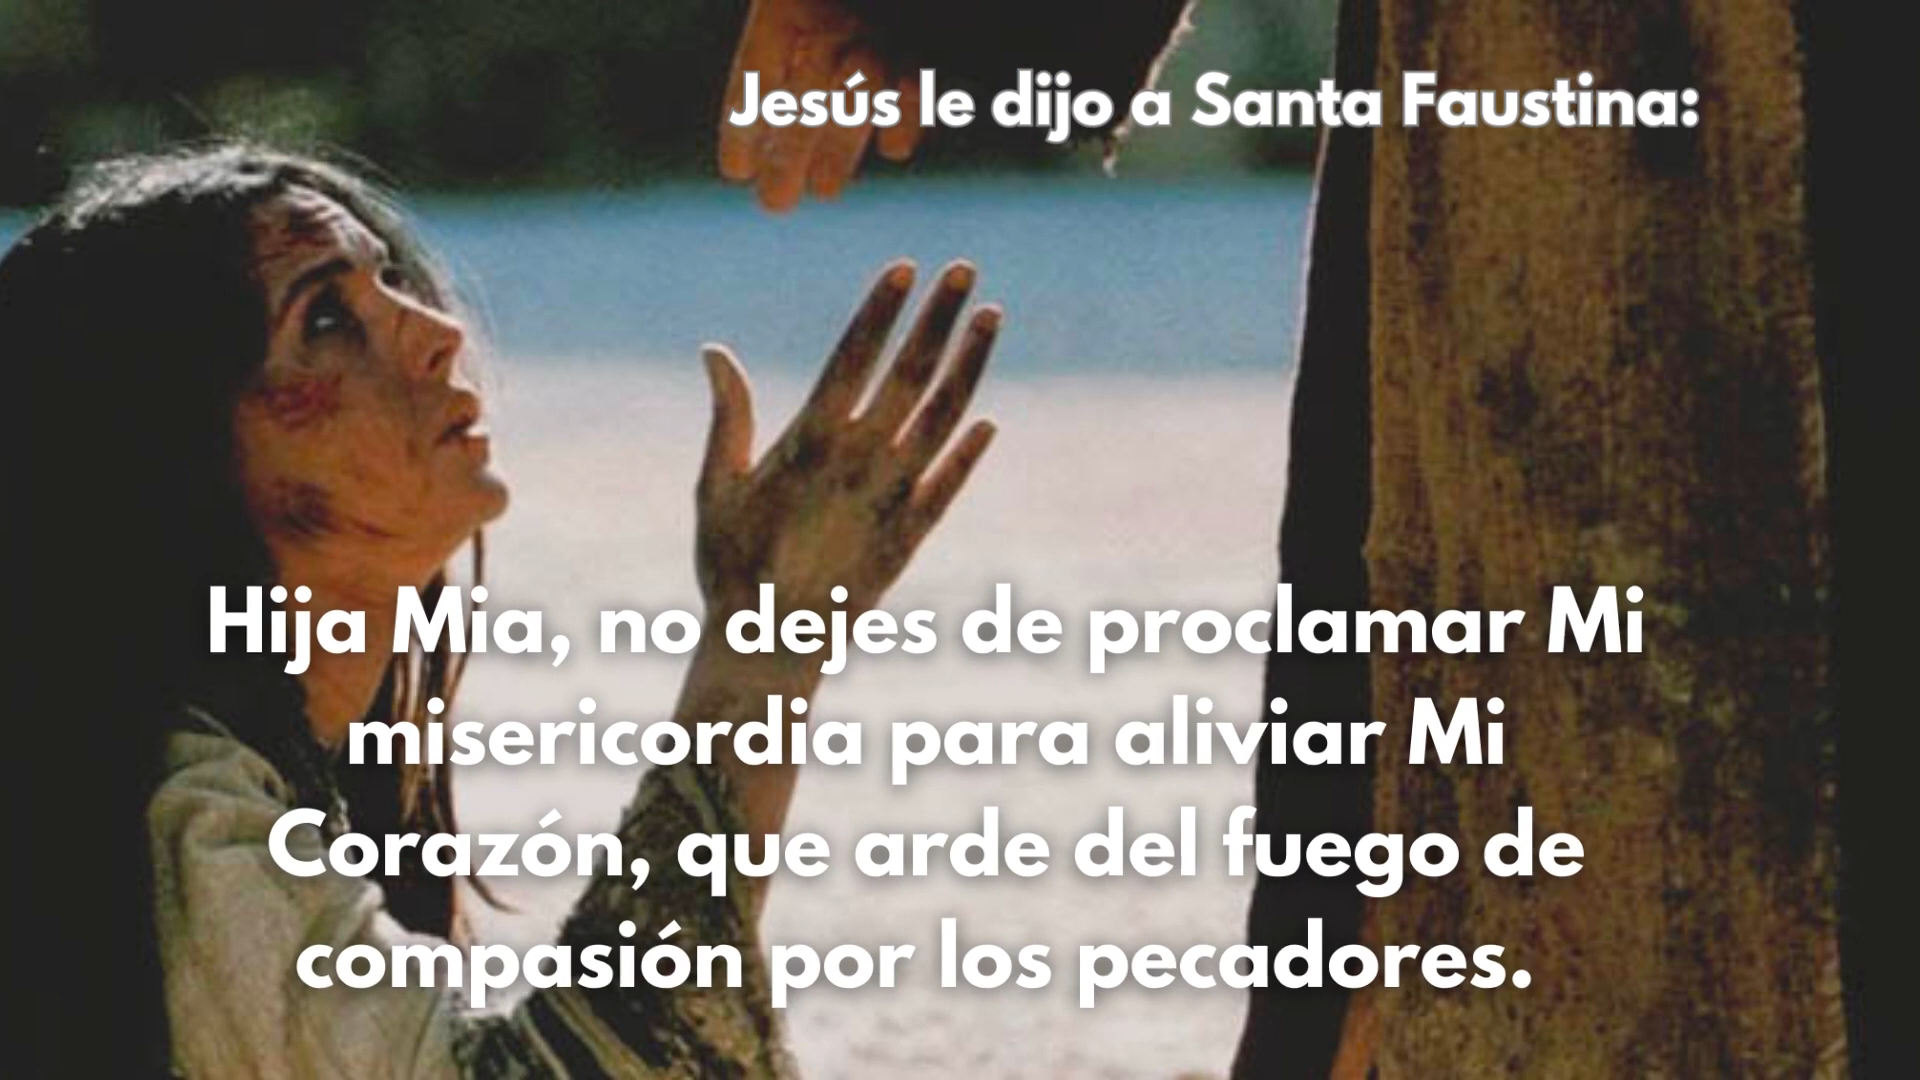 Jesús le dijo a Santa Faustina:
Hija Mia, no dejes de proclamar Mi
misericordia para aliviar Mi
Corazón, que arde del fuego de
compasión por los pecadores.